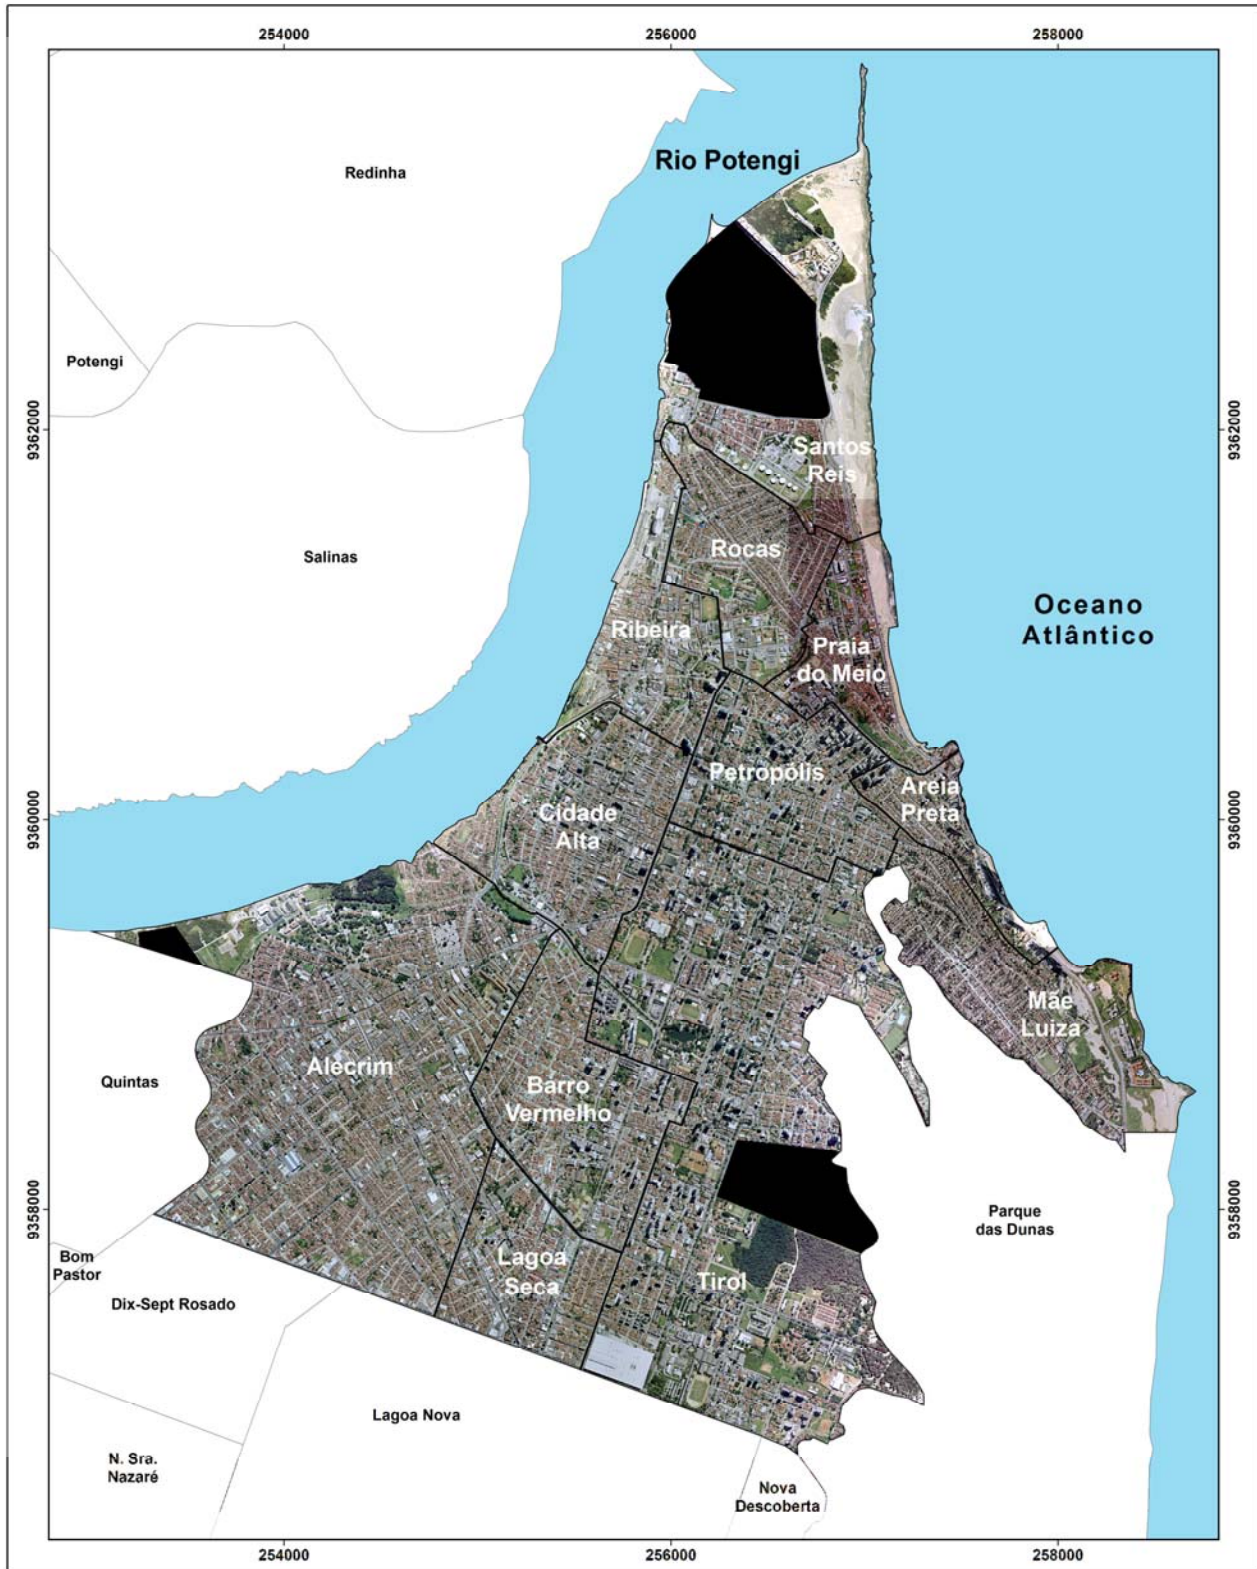 254000
256000
258000
Rio Potengi
Redinha
Potengi
9362000
9362000
Santos
Reis
Salinas
Rocas
Oceano
Atlântico
Ribeira
Praia
do Meio
Petropólis
Areia
Preta
Cidade
Alta
9360000
9360000
Mãe
Luiza
Alecrim
Quintas
Barro
Vermelho
9358000
9358000
Parque
das Dunas
Bom
Pastor
Lagoa
Seca
Tirol
Dix-Sept Rosado
Lagoa Nova
N. Sra.
Nazaré
Nova
Descoberta
254000
256000
258000